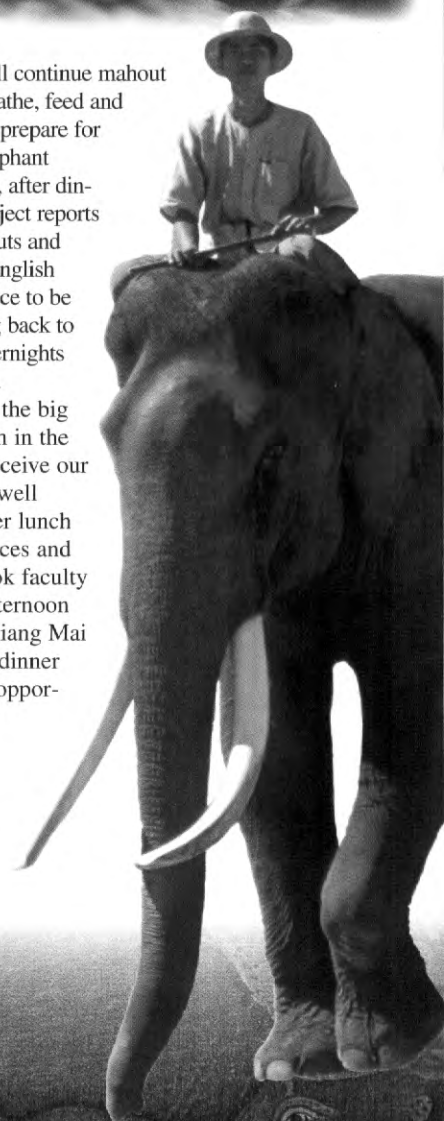 ll continue mahout
athe, feed and
prepare for
phant
, after din-
ject reports
uts and
nglish
ce to be
g back to
ernights
the big
n in the
ceive our
well
er lunch
ces and
ok faculty
ternoon
iang Mai
dinner
oppor-